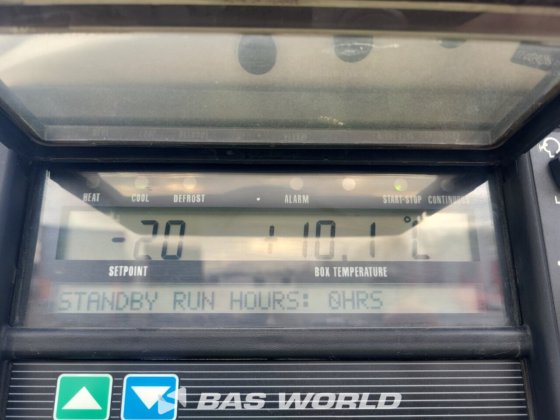 HEAT COOL DEFROST ALARM START-STOP CONTINUOUS
-20 +10.1 °C
SETPOINT BOX TEMPERATURE
STANDBY RUN HOURS: 0HRS
BAS WORLD